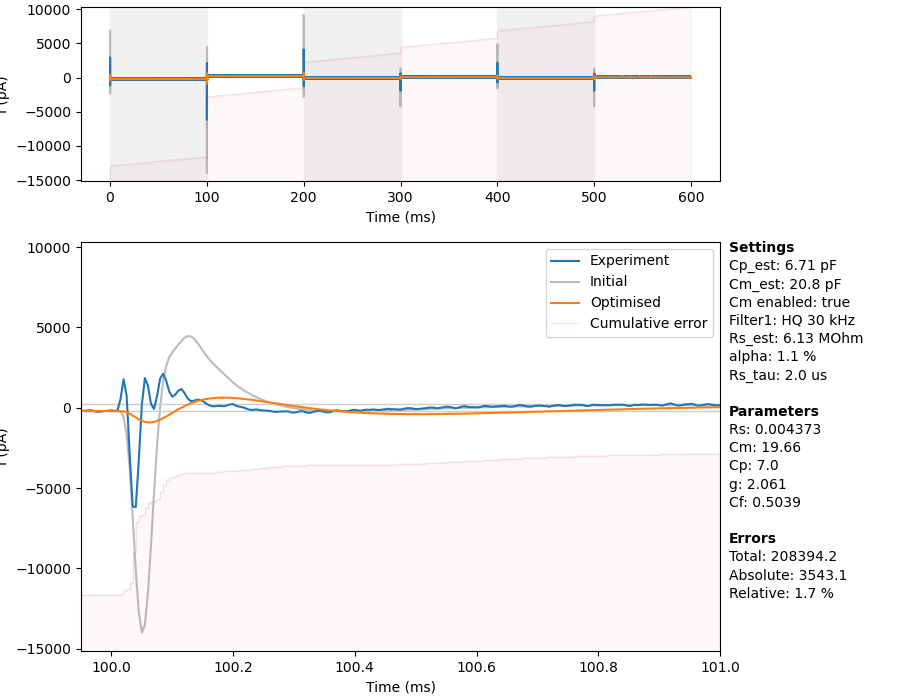 10000
5000
0
−5000
−10000
−15000
I (pA)
0 100 200 300 400 500 600
Time (ms)
10000
5000
0
−5000
−10000
−15000
I (pA)
100.0 100.2 100.4 100.6 100.8 101.0
Time (ms)
Experiment
Initial
Optimised
Cumulative error
Settings
Cp_est: 6.71 pF
Cm_est: 20.8 pF
Cm enabled: true
Filter1: HQ 30 kHz
Rs_est: 6.13 MOhm
alpha: 1.1 %
Rs_tau: 2.0 us
Parameters
Rs: 0.004373
Cm: 19.66
Cp: 7.0
g: 2.061
Cf: 0.5039
Errors
Total: 208394.2
Absolute: 3543.1
Relative: 1.7 %